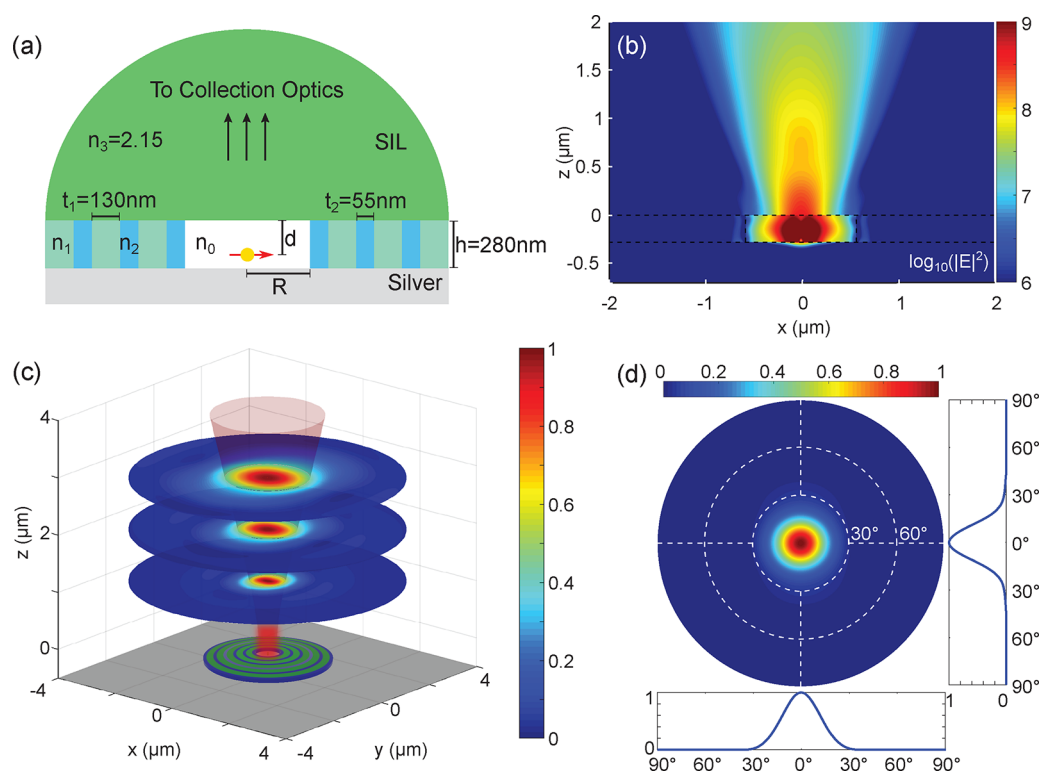 (a)
To Collection Optics
n₃=2.15
SIL
t₁=130nm
t₂=55nm
n₁
n₂
n₀
d
h=280nm
R
Silver
(b)
2
1.5
1
0.5
0
-0.5
z (μm)
-2
-1
0
1
2
x (μm)
log₁₀(|E|²)
9
8
7
6
(c)
4
2
0
z (μm)
-4
0
4
x (μm)
-4
0
4
y (μm)
1
0.8
0.6
0.4
0.2
0
(d)
0 0.2 0.4 0.6 0.8 1
30° 60°
90°
60°
30°
0°
30°
60°
90°
1 0
1
0
90° 60° 30° 0° 30° 60° 90°